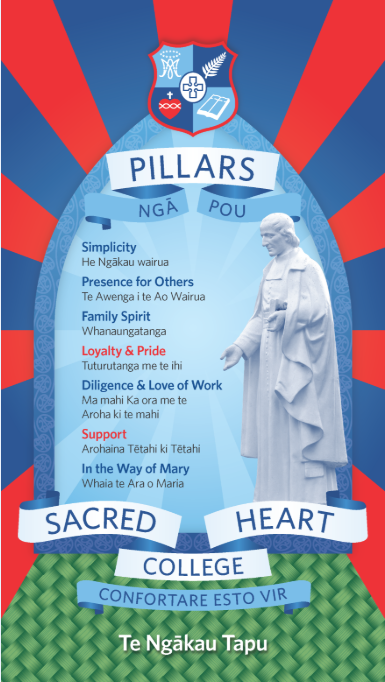 PILLARS
NGĀ POU
Simplicity
He Ngākau wairua
Presence for Others
Te Awenga i te Ao Wairua
Family Spirit
Whanaungatanga
Loyalty & Pride
Tuturutanga me te ihi
Diligence & Love of Work
Ma mahi Ka ora me te
Aroha ki te mahi
Support
Arohaina Tētahi ki Tētahi
In the Way of Mary
Whaia te Ara o Maria
SACRED HEART
COLLEGE
CONFORTARE ESTO VIR
Te Ngākau Tapu